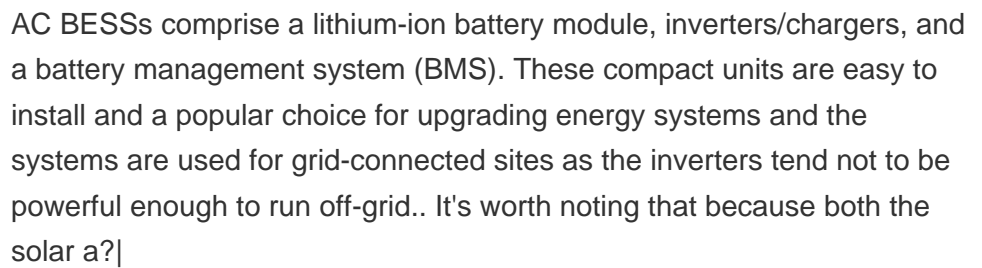 AC BESSs comprise a lithium-ion battery module, inverters/chargers, and
a battery management system (BMS). These compact units are easy to
install and a popular choice for upgrading energy systems and the
systems are used for grid-connected sites as the inverters tend not to be
powerful enough to run off-grid.. It's worth noting that because both the
solar a?|